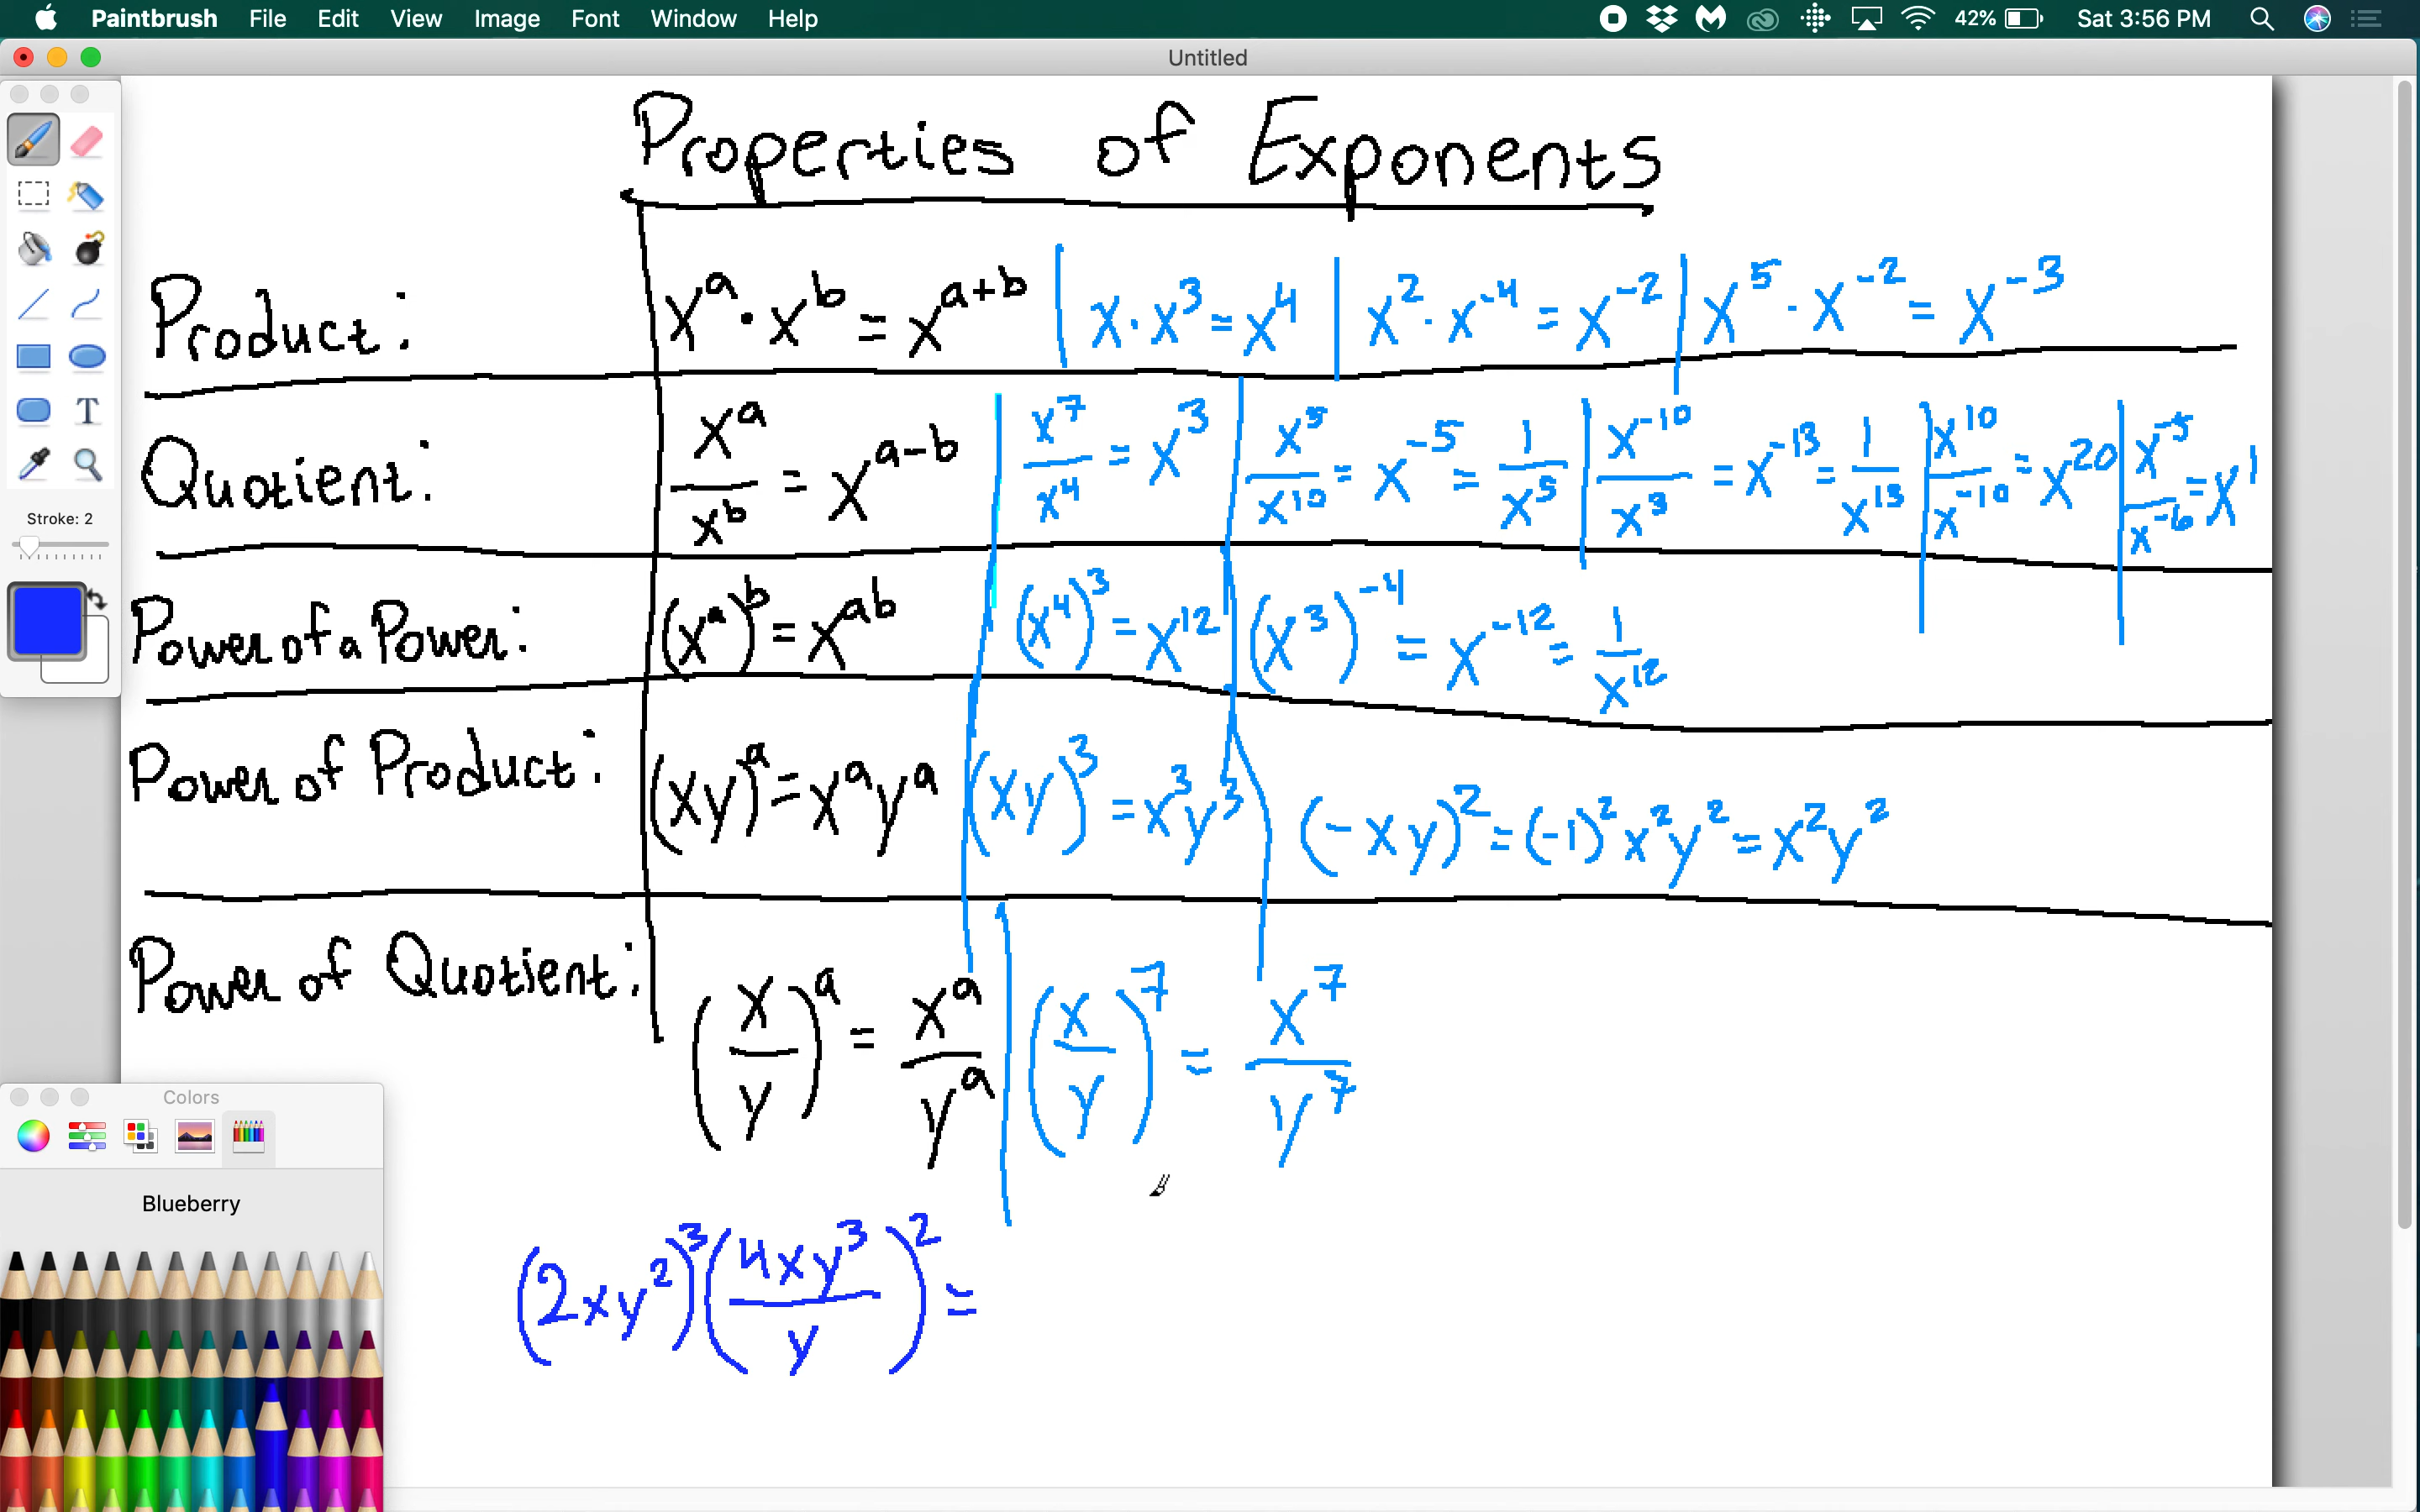 Paintbrush File Edit View Image Font Window Help 42% Sat 3:56 PM
Untitled
Properties of Exponents
Product: x^a · x^b = x^(a+b) | x · x^3 = x^4 | x^2 · x^-4 = x^-2 | x^5 · x^-2 = x^-3
Quotient: x^a/x^b = x^(a-b) | x^7/x^4 = x^3 | x^5/x^10 = x^-5 = 1/x^5 | x^-10/x^3 = x^-13 = 1/x^13 | x^10/x^-10 = x^20 | x^-5/x^-6 = x^1
Stroke: 2
Power of a Power: (x^a)^b = x^ab | (x^4)^3 = x^12 | (x^3)^-4 = x^-12 = 1/x^12
Power of Product: (xy)^a = x^a y^a | (xy)^3 = x^3 y^3 | (-xy)^2 = (-1)^2 x^2 y^2 = x^2 y^2
Power of Quotient: (x/y)^a = x^a/y^a | (x/y)^7 = x^7/y^7
Colors
Blueberry
(2xy^2)^3 (4xy^3/y)^2 =